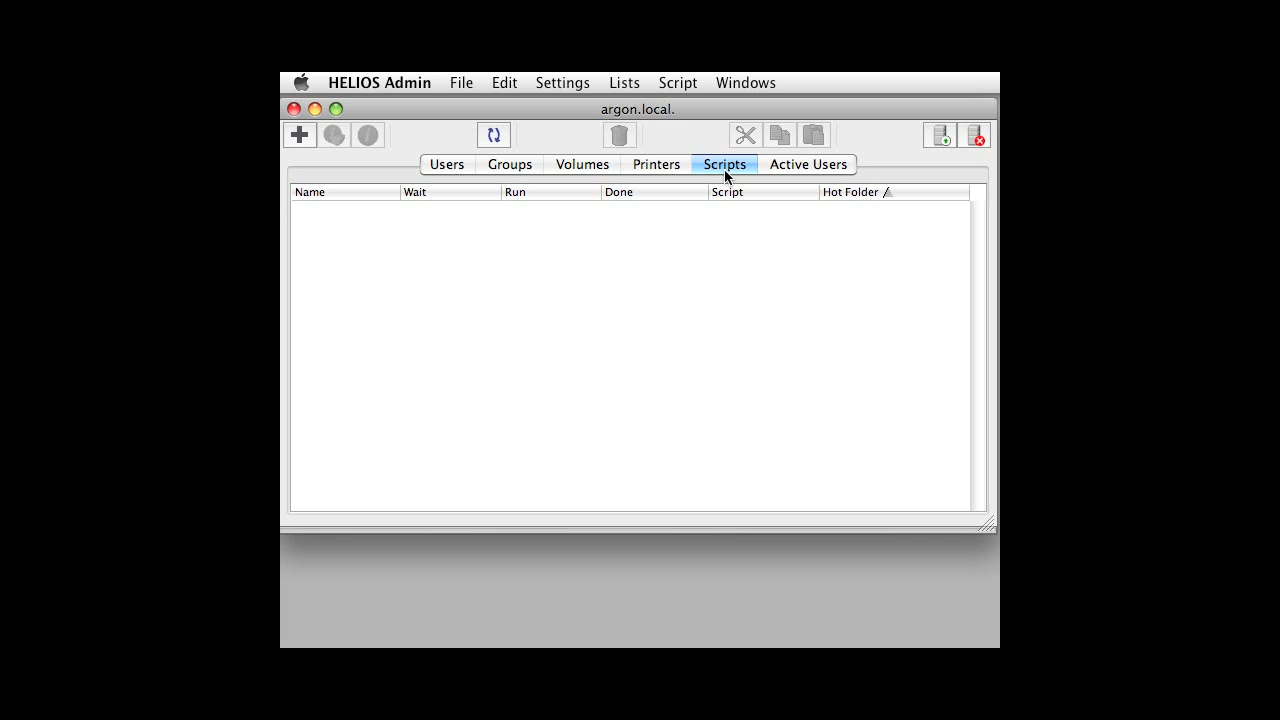 HELIOS Admin File Edit Settings Lists Script Windows
argon.local.
Users Groups Volumes Printers Scripts Active Users
Name Wait Run Done Script Hot Folder